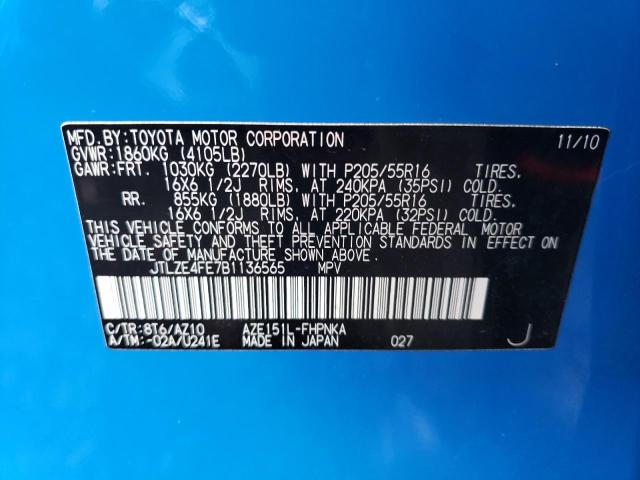 MFD.BY:TOYOTA MOTOR CORPORATION 11/10
GVWR:1860KG (4105LB)
GAWR:FRT. 1030KG (2270LB) WITH P205/55R16 TIRES,
16X6 1/2J RIMS, AT 240KPA (35PSI) COLD.
RR. 855KG (1880LB) WITH P205/55R16 TIRES,
16X6 1/2J RIMS, AT 220KPA (32PSI) COLD.
THIS VEHICLE CONFORMS TO ALL APPLICABLE FEDERAL MOTOR
VEHICLE SAFETY AND THEFT PREVENTION STANDARDS IN EFFECT ON
THE DATE OF MANUFACTURE SHOWN ABOVE.
JTLZE4FE7B1136565 MPV
C/TR:8T6/AZ10 AZE151L-FHPNKA
A/TM:-02A/U241E MADE IN JAPAN 027 J